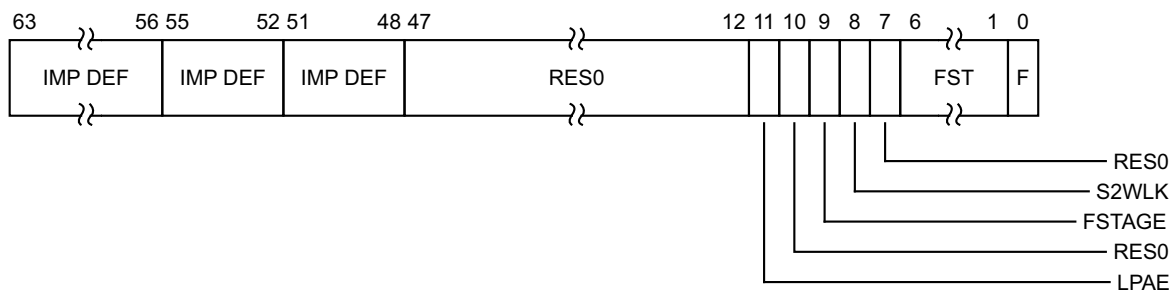 63 56 55 52 51 48 47 12 11 10 9 8 7 6 1 0
IMP DEF IMP DEF IMP DEF RES0 FST F
RES0
S2WLK
FSTAGE
RES0
LPAE